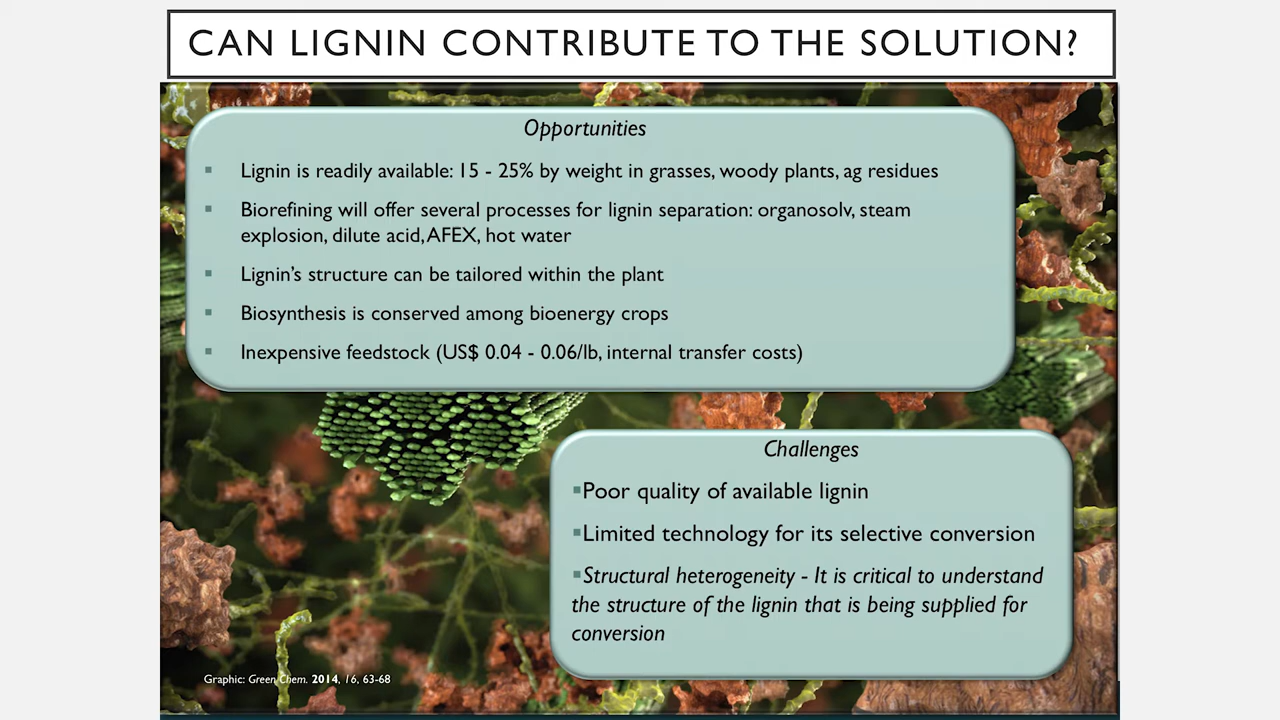 CAN LIGNIN CONTRIBUTE TO THE SOLUTION?
Opportunities
▪ Lignin is readily available: 15 - 25% by weight in grasses, woody plants, ag residues
▪ Biorefining will offer several processes for lignin separation: organosolv, steam
explosion, dilute acid, AFEX, hot water
▪ Lignin’s structure can be tailored within the plant
▪ Biosynthesis is conserved among bioenergy crops
▪ Inexpensive feedstock (US$ 0.04 - 0.06/lb, internal transfer costs)
Challenges
▪Poor quality of available lignin
▪Limited technology for its selective conversion
▪Structural heterogeneity - It is critical to understand
the structure of the lignin that is being supplied for
conversion
Graphic: Green Chem. 2014, 16, 63-68